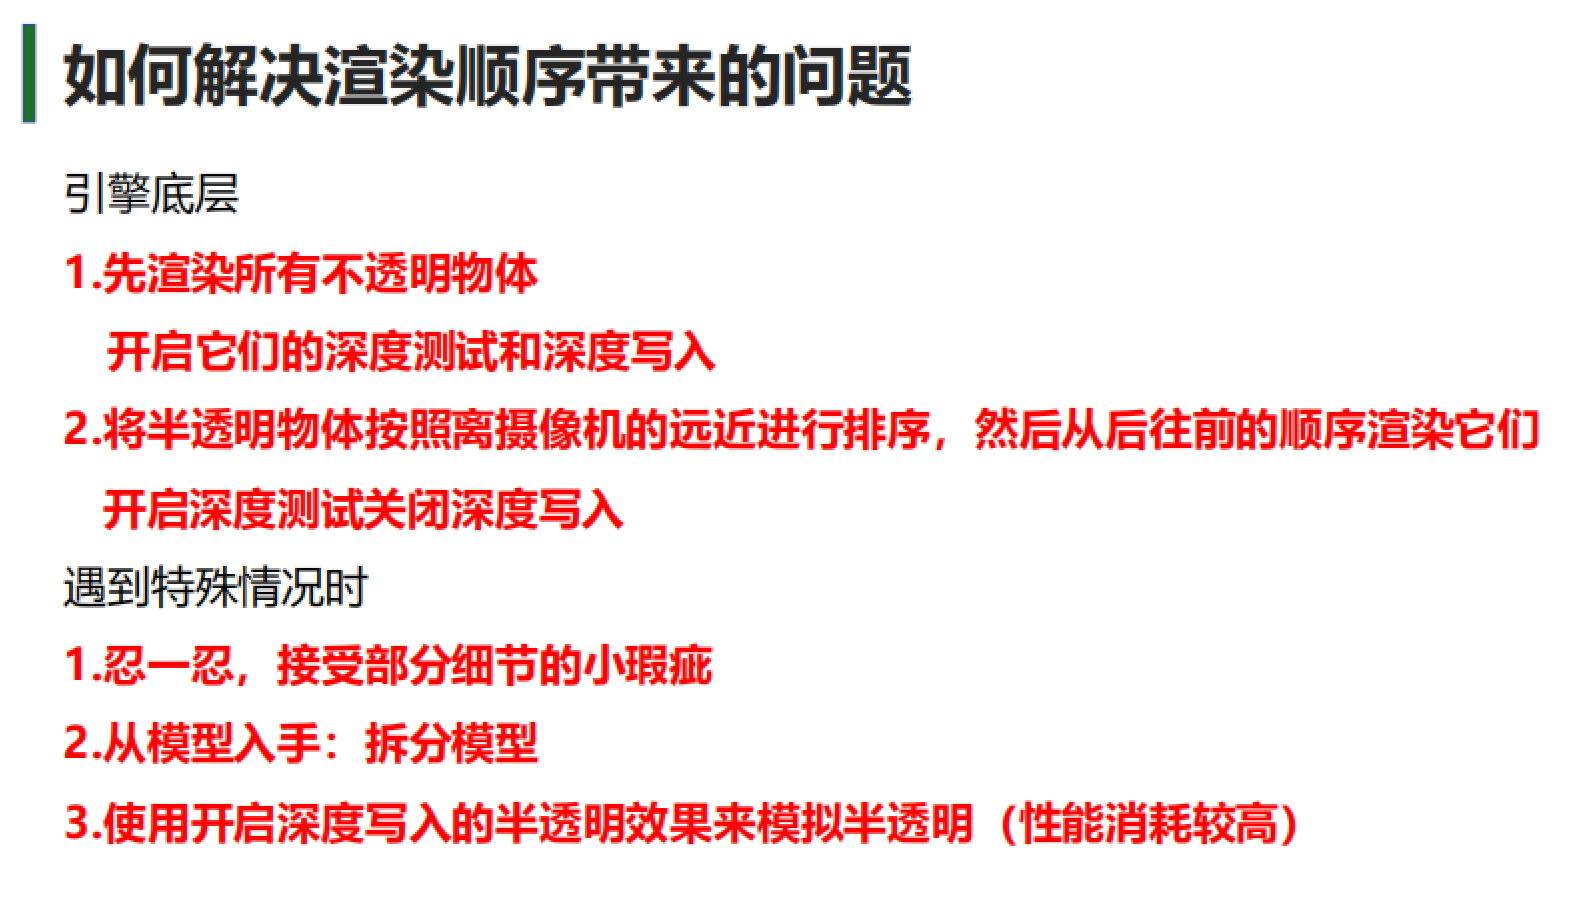 如何解决渲染顺序带来的问题
引擎底层
1.先渲染所有不透明物体
开启它们的深度测试和深度写入
2.将半透明物体按照离摄像机的远近进行排序，然后从后往前的顺序渲染它们
开启深度测试关闭深度写入
遇到特殊情况时
1.忍一忍，接受部分细节的小瑕疵
2.从模型入手：拆分模型
3.使用开启深度写入的半透明效果来模拟半透明（性能消耗较高）